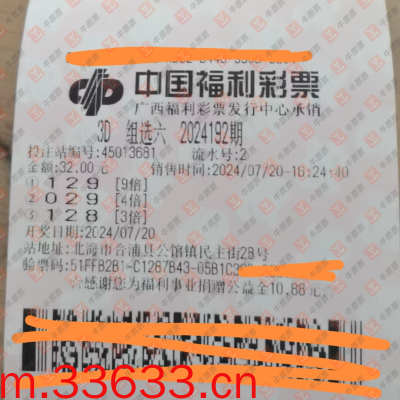 中国福利彩票
广西福利彩票发行中心承销
3D 组选六 2024192期
投注站编号:45013681 流水号:2
金额:32.00元 销售时间:2024/07/20-16:24:40
① 129 [9倍]
② 029 [4倍]
③ 128 [3倍]
开奖日期:2024/07/20
站地址:北海市合浦县公馆镇民主街28号
验票码:51FFB2B1-C1287B43-05B1C
感谢您为福利事业捐赠公益金10.88元
m.33633.cn